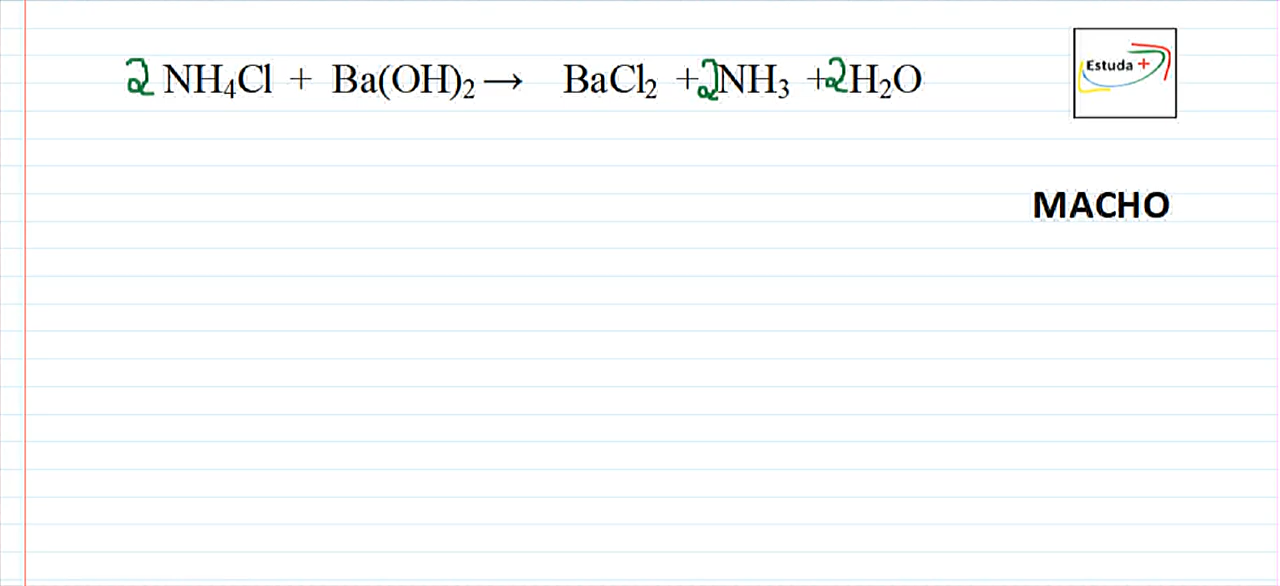 2 NH₄Cl + Ba(OH)₂ → BaCl₂ + 2NH₃ + 2H₂O
Estuda +
MACHO